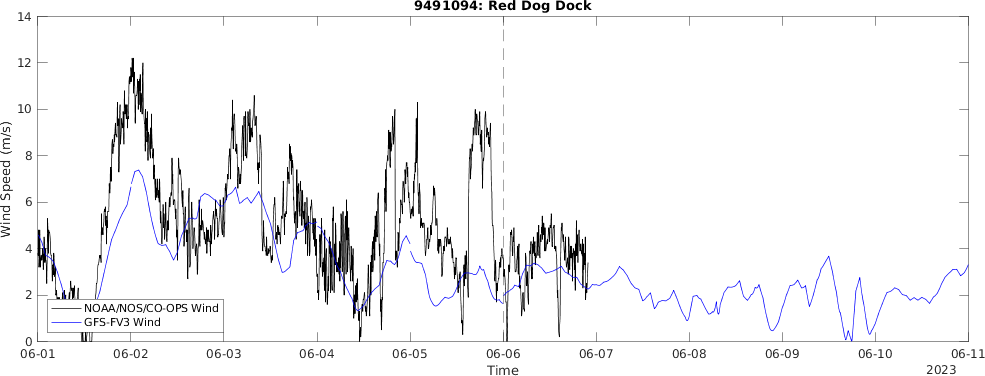 9491094: Red Dog Dock
Wind Speed (m/s)
14
12
10
8
6
4
2
0
NOAA/NOS/CO-OPS Wind
GFS-FV3 Wind
06-01 06-02 06-03 06-04 06-05 06-06 06-07 06-08 06-09 06-10 06-11
Time
2023